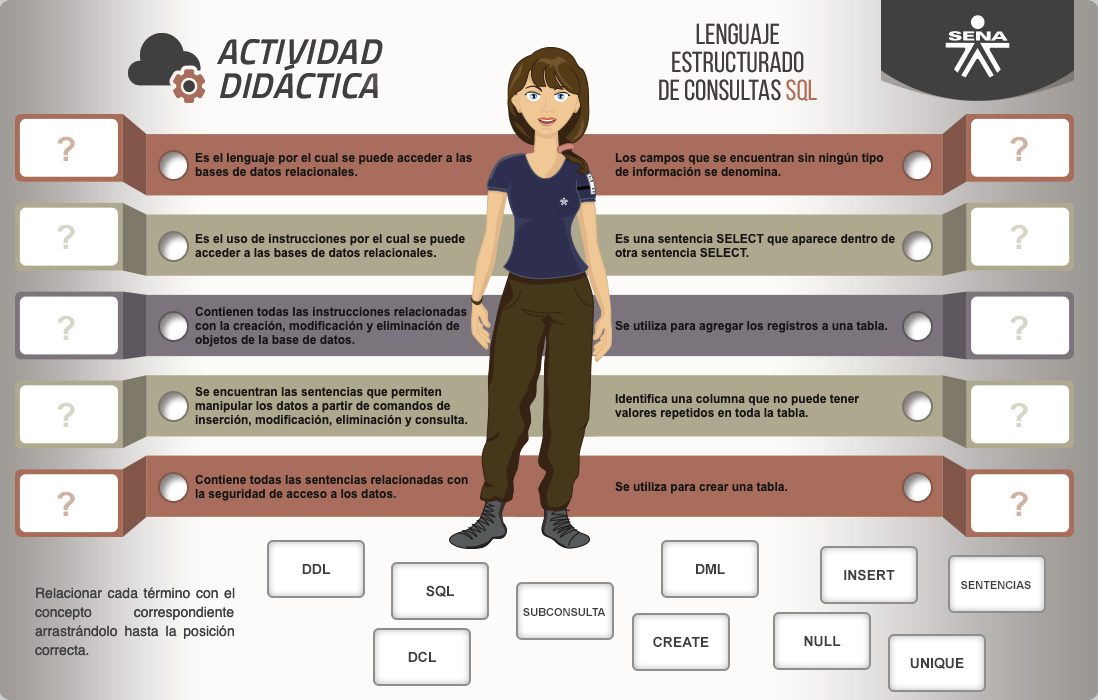 ACTIVIDAD
DIDÁCTICA
LENGUAJE
ESTRUCTURADO
DE CONSULTAS SQL
SENA
?
Es el lenguaje por el cual se puede acceder a las
bases de datos relacionales.
Los campos que se encuentran sin ningún tipo
de información se denomina.
?
?
Es el uso de instrucciones por el cual se puede
acceder a las bases de datos relacionales.
Es una sentencia SELECT que aparece dentro de
otra sentencia SELECT.
?
?
Contienen todas las instrucciones relacionadas
con la creación, modificación y eliminación de
objetos de la base de datos.
Se utiliza para agregar los registros a una tabla.
?
?
Se encuentran las sentencias que permiten
manipular los datos a partir de comandos de
inserción, modificación, eliminación y consulta.
Identifica una columna que no puede tener
valores repetidos en toda la tabla.
?
?
Contiene todas las sentencias relacionadas con
la seguridad de acceso a los datos.
Se utiliza para crear una tabla.
?
Relacionar cada término con el
concepto correspondiente
arrastrándolo hasta la posición
correcta.
DDL
SQL
DCL
SUBCONSULTA
DML
CREATE
INSERT
NULL
SENTENCIAS
UNIQUE